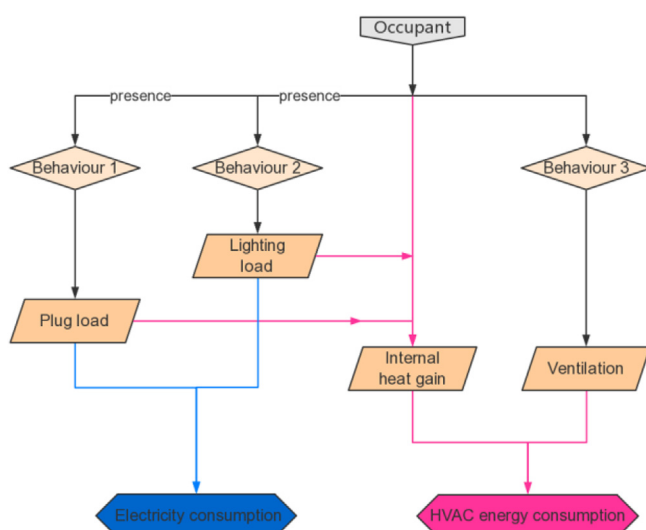 Occupant
presence
presence
Behaviour 1
Behaviour 2
Behaviour 3
Lighting
load
Plug load
Internal
heat gain
Ventilation
Electricity consumption
HVAC energy consumption